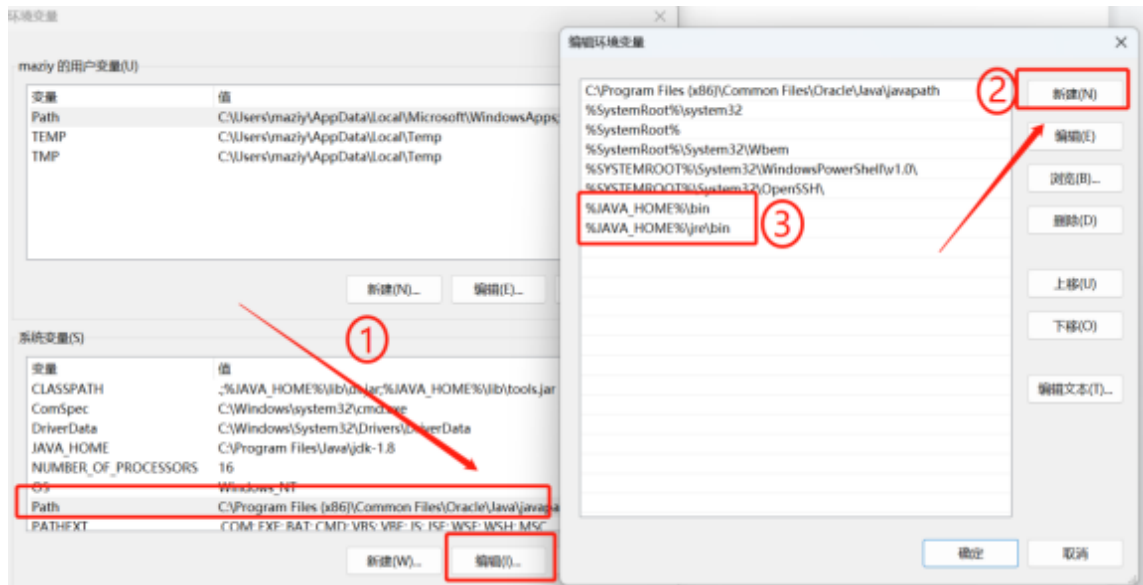 环境变量
maziy 的用户变量(U)
变量 值
Path C:\Users\maziy\AppData\Local\Microsoft\WindowsApps;
TEMP C:\Users\maziy\AppData\Local\Temp
TMP C:\Users\maziy\AppData\Local\Temp
新建(N)... 编辑(E)...
①
系统变量(S)
变量 值
CLASSPATH .;%JAVA_HOME%\lib\dt.jar;%JAVA_HOME%\lib\tools.jar
ComSpec C:\Windows\system32\cmd.exe
DriverData C:\Windows\System32\Drivers\DriverData
JAVA_HOME C:\Program Files\Java\jdk-1.8
NUMBER_OF_PROCESSORS 16
OS Windows_NT
Path C:\Program Files (x86)\Common Files\Oracle\Java\javapa
PATHEXT .COM;.EXE;.BAT;.CMD;.VBS;.VBE;.JS;.JSE;.WSF;.WSH;.MSC
新建(W)... 编辑(I)...
编辑环境变量
C:\Program Files (x86)\Common Files\Oracle\Java\javapath
%SystemRoot%\system32
%SystemRoot%
%SystemRoot%\System32\Wbem
%SYSTEMROOT%\System32\WindowsPowerShell\v1.0\
%SYSTEMROOT%\System32\OpenSSH\
%JAVA_HOME%\bin
%JAVA_HOME%\jre\bin
②
③
新建(N)
编辑(E)
浏览(B)...
删除(D)
上移(U)
下移(O)
编辑文本(T)...
确定 取消